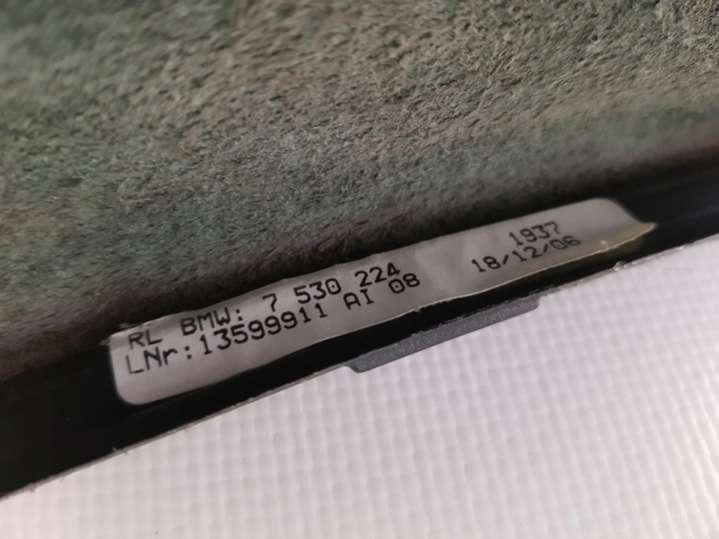 RL BMW: 7 530 224 1937
LNr:13599911 AI 08 18/12/06